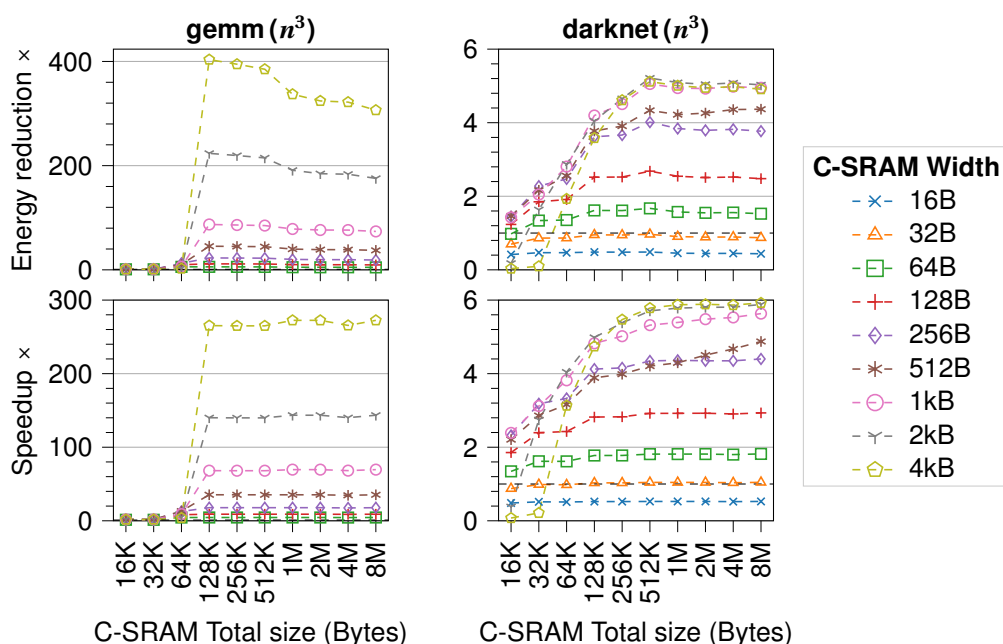 gemm (n³)
darknet (n³)
Energy reduction ×
400
200
0
6
4
2
0
Speedup ×
300
200
100
0
6
4
2
0
16K
32K
64K
128K
256K
512K
1M
2M
4M
8M
16K
32K
64K
128K
256K
512K
1M
2M
4M
8M
C-SRAM Total size (Bytes)
C-SRAM Total size (Bytes)
C-SRAM Width
16B
32B
64B
128B
256B
512B
1kB
2kB
4kB